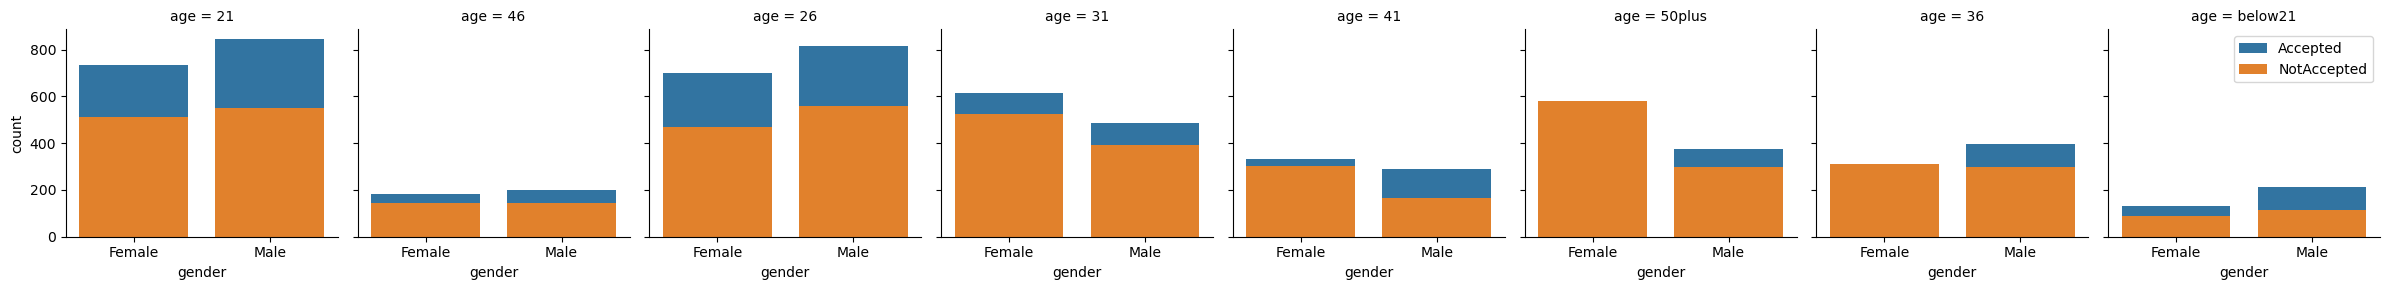 age = 21
age = 46
age = 26
age = 31
age = 41
age = 50plus
age = 36
age = below21
Accepted
NotAccepted
count
800
600
400
200
0
Female Male
Female Male
Female Male
Female Male
Female Male
Female Male
Female Male
Female Male
gender
gender
gender
gender
gender
gender
gender
gender